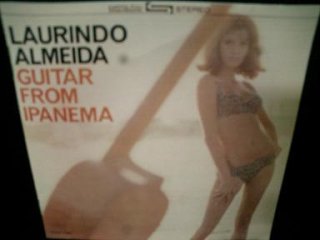 STEREO
LAURINDO
ALMEIDA
GUITAR
FROM
IPANEMA